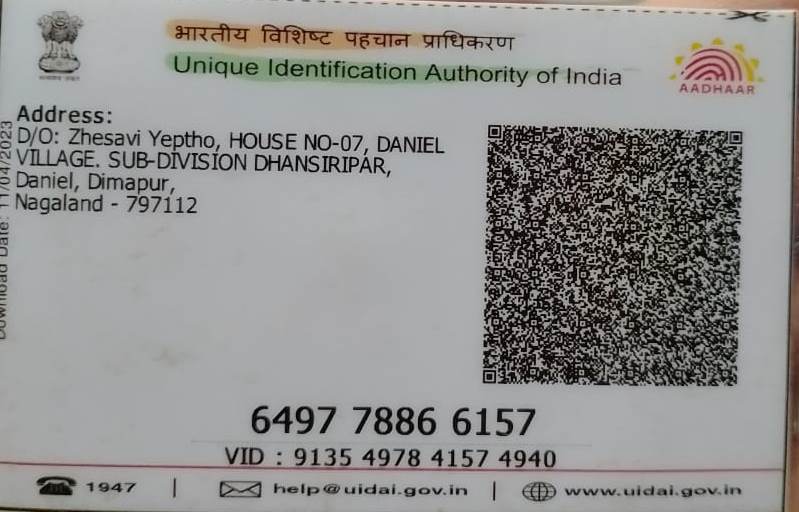 भारतीय विशिष्ट पहचान प्राधिकरण
Unique Identification Authority of India
AADHAAR
Address:
D/O: Zhesavi Yeptho, HOUSE NO-07, DANIEL
VILLAGE. SUB-DIVISION DHANSIRIPAR,
Daniel, Dimapur,
Nagaland - 797112
Download Date: 11/04/2023
6497 7886 6157
VID : 9135 4978 4157 4940
1947 | help@uidai.gov.in | www.uidai.gov.in